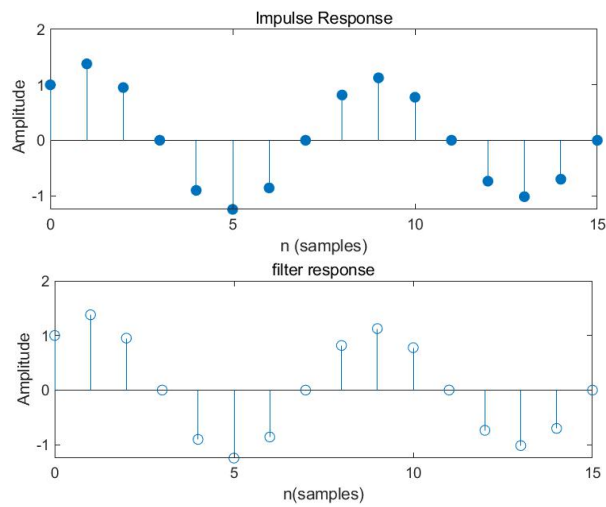 Impulse Response
2
1
0
-1
Amplitude
0 5 10 15
n (samples)
filter response
2
1
0
-1
Amplitude
0 5 10 15
n(samples)